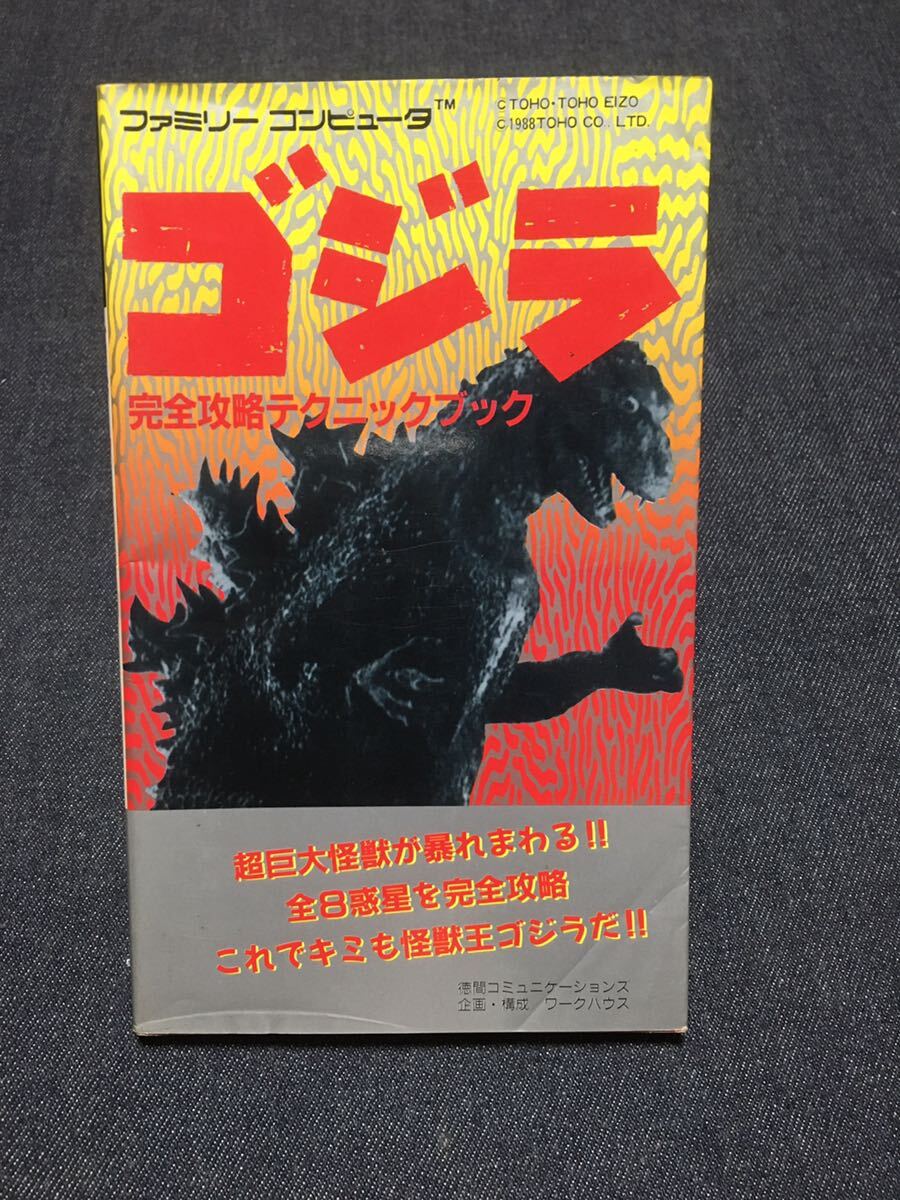 ファミリー コンピュータ™
©TOHO・TOHO EIZO
©1988 TOHO CO., LTD.
ゴジラ
完全攻略テクニックブック
超巨大怪獣が暴れまわる!!
全8惑星を完全攻略
これでキミも怪獣王ゴジラだ!!
徳間コミュニケーションズ
企画・構成 ワークハウス